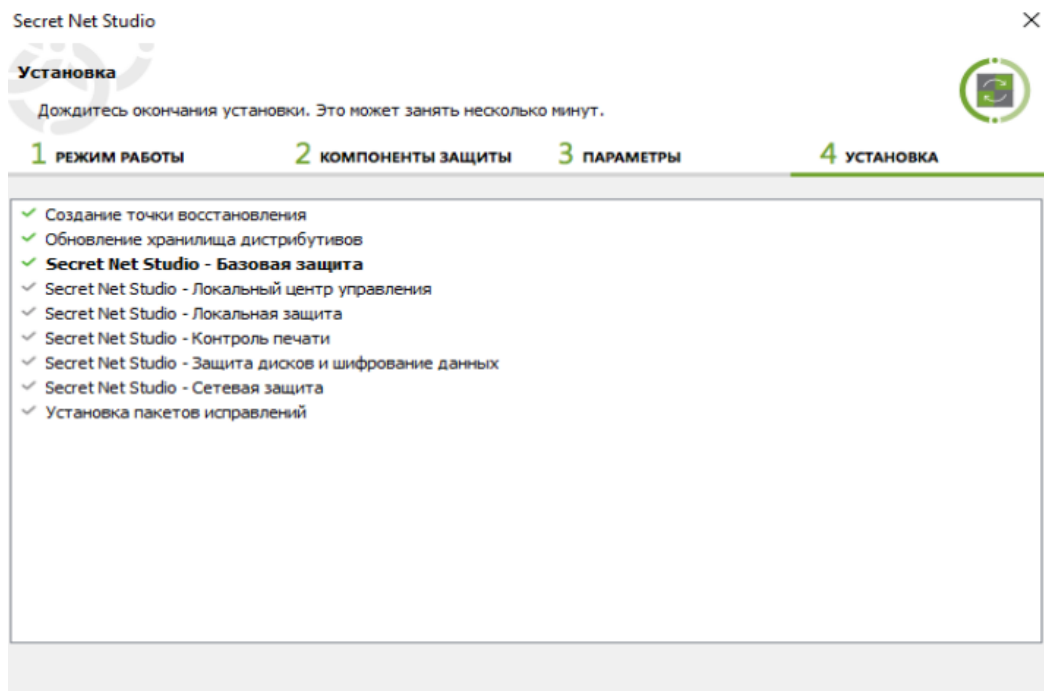 Secret Net Studio
Установка
Дождитесь окончания установки. Это может занять несколько минут.
1 РЕЖИМ РАБОТЫ 2 КОМПОНЕНТЫ ЗАЩИТЫ 3 ПАРАМЕТРЫ 4 УСТАНОВКА
Создание точки восстановления
Обновление хранилища дистрибутивов
Secret Net Studio - Базовая защита
Secret Net Studio - Локальный центр управления
Secret Net Studio - Локальная защита
Secret Net Studio - Контроль печати
Secret Net Studio - Защита дисков и шифрование данных
Secret Net Studio - Сетевая защита
Установка пакетов исправлений